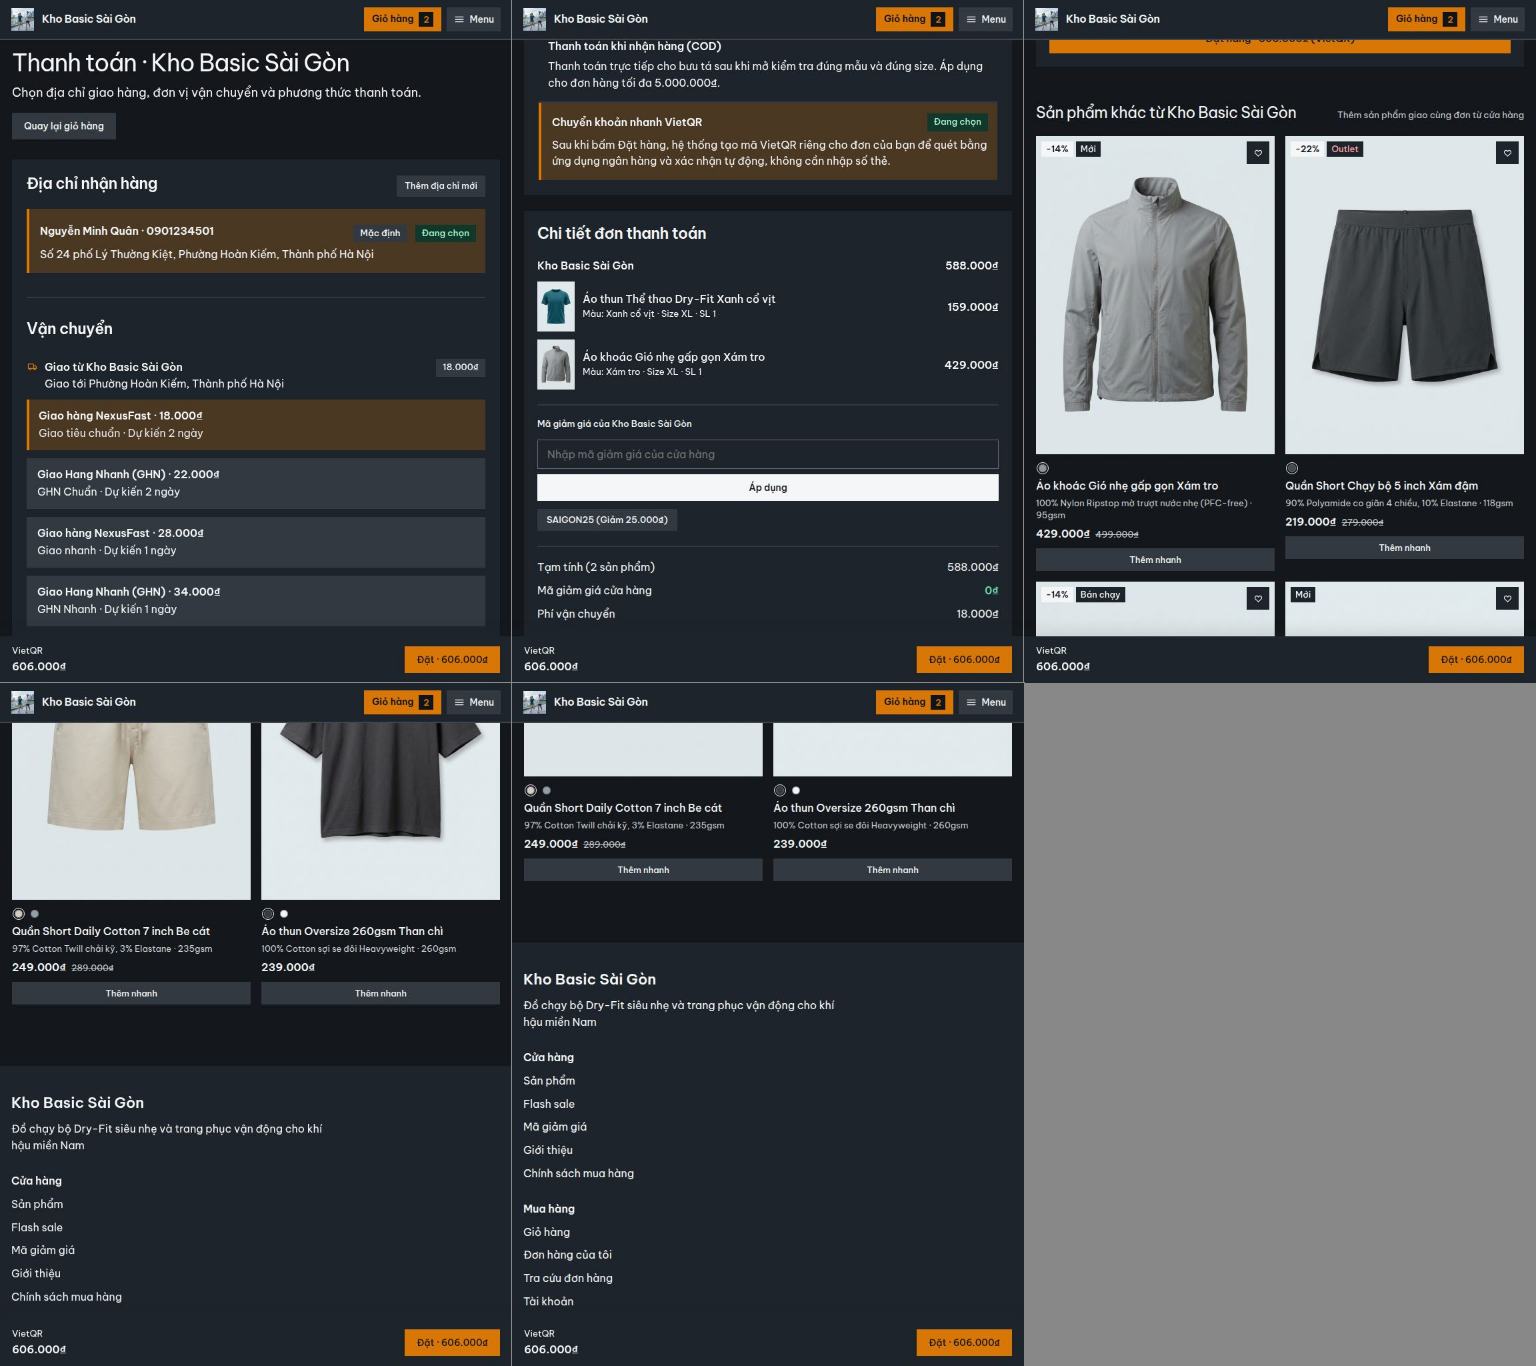 Kho Basic Sài Gòn
Giỏ hàng 2
Menu
Thanh toán · Kho Basic Sài Gòn
Chọn địa chỉ giao hàng, đơn vị vận chuyển và phương thức thanh toán.
Quay lại giỏ hàng
Địa chỉ nhận hàng
Thêm địa chỉ mới
Nguyễn Minh Quân · 0901234501
Mặc định
Đang chọn
Số 24 phố Lý Thường Kiệt, Phường Hoàn Kiếm, Thành phố Hà Nội
Vận chuyển
Giao từ Kho Basic Sài Gòn
18.000₫
Giao tới Phường Hoàn Kiếm, Thành phố Hà Nội
Giao hàng NexusFast · 18.000₫
Giao tiêu chuẩn · Dự kiến 2 ngày
Giao Hang Nhanh (GHN) · 22.000₫
GHN Chuẩn · Dự kiến 2 ngày
Giao hàng NexusFast · 28.000₫
Giao nhanh · Dự kiến 1 ngày
Giao Hang Nhanh (GHN) · 34.000₫
GHN Nhanh · Dự kiến 1 ngày
VietQR
606.000₫
Đặt · 606.000₫
Kho Basic Sài Gòn
Giỏ hàng 2
Menu
Thanh toán khi nhận hàng (COD)
Thanh toán trực tiếp cho bưu tá sau khi mở kiểm tra đúng mẫu và đúng size. Áp dụng
cho đơn hàng tối đa 5.000.000₫.
Chuyển khoản nhanh VietQR
Đang chọn
Sau khi bấm Đặt hàng, hệ thống tạo mã VietQR riêng cho đơn của bạn để quét bằng
ứng dụng ngân hàng và xác nhận tự động, không cần nhập số thẻ.
Chi tiết đơn thanh toán
Kho Basic Sài Gòn
588.000₫
Áo thun Thể thao Dry-Fit Xanh cổ vịt
Màu: Xanh cổ vịt · Size XL · SL 1
159.000₫
Áo khoác Gió nhẹ gấp gọn Xám tro
Màu: Xám tro · Size XL · SL 1
429.000₫
Mã giảm giá của Kho Basic Sài Gòn
Nhập mã giảm giá của cửa hàng
Áp dụng
SAIGON25 (Giảm 25.000₫)
Tạm tính (2 sản phẩm)
588.000₫
Mã giảm giá cửa hàng
0₫
Phí vận chuyển
18.000₫
VietQR
606.000₫
Đặt · 606.000₫
Kho Basic Sài Gòn
Giỏ hàng 2
Menu
Sản phẩm khác từ Kho Basic Sài Gòn
Thêm sản phẩm giao cùng đơn từ cửa hàng
-14%
Mới
-22%
Outlet
Áo khoác Gió nhẹ gấp gọn Xám tro
100% Nylon Ripstop mờ trượt nước nhẹ (PFC-free) ·
95gsm
429.000₫ 499.000₫
Thêm nhanh
Quần Short Chạy bộ 5 inch Xám đậm
90% Polyamide co giãn 4 chiều, 10% Elastane · 118gsm
219.000₫ 279.000₫
Thêm nhanh
-14%
Bán chạy
Mới
VietQR
606.000₫
Đặt · 606.000₫
Kho Basic Sài Gòn
Giỏ hàng 2
Menu
Quần Short Daily Cotton 7 inch Be cát
97% Cotton Twill chải kỹ, 3% Elastane · 235gsm
249.000₫ 289.000₫
Thêm nhanh
Áo thun Oversize 260gsm Than chì
100% Cotton sợi se đôi Heavyweight · 260gsm
239.000₫
Thêm nhanh
Kho Basic Sài Gòn
Đồ chạy bộ Dry-Fit siêu nhẹ và trang phục vận động cho khí
hậu miền Nam
Cửa hàng
Sản phẩm
Flash sale
Mã giảm giá
Giới thiệu
Chính sách mua hàng
VietQR
606.000₫
Đặt · 606.000₫
Kho Basic Sài Gòn
Giỏ hàng 2
Menu
Quần Short Daily Cotton 7 inch Be cát
97% Cotton Twill chải kỹ, 3% Elastane · 235gsm
249.000₫ 289.000₫
Thêm nhanh
Áo thun Oversize 260gsm Than chì
100% Cotton sợi se đôi Heavyweight · 260gsm
239.000₫
Thêm nhanh
Kho Basic Sài Gòn
Đồ chạy bộ Dry-Fit siêu nhẹ và trang phục vận động cho khí
hậu miền Nam
Cửa hàng
Sản phẩm
Flash sale
Mã giảm giá
Giới thiệu
Chính sách mua hàng
Mua hàng
Giỏ hàng
Đơn hàng của tôi
Tra cứu đơn hàng
Tài khoản
VietQR
606.000₫
Đặt · 606.000₫